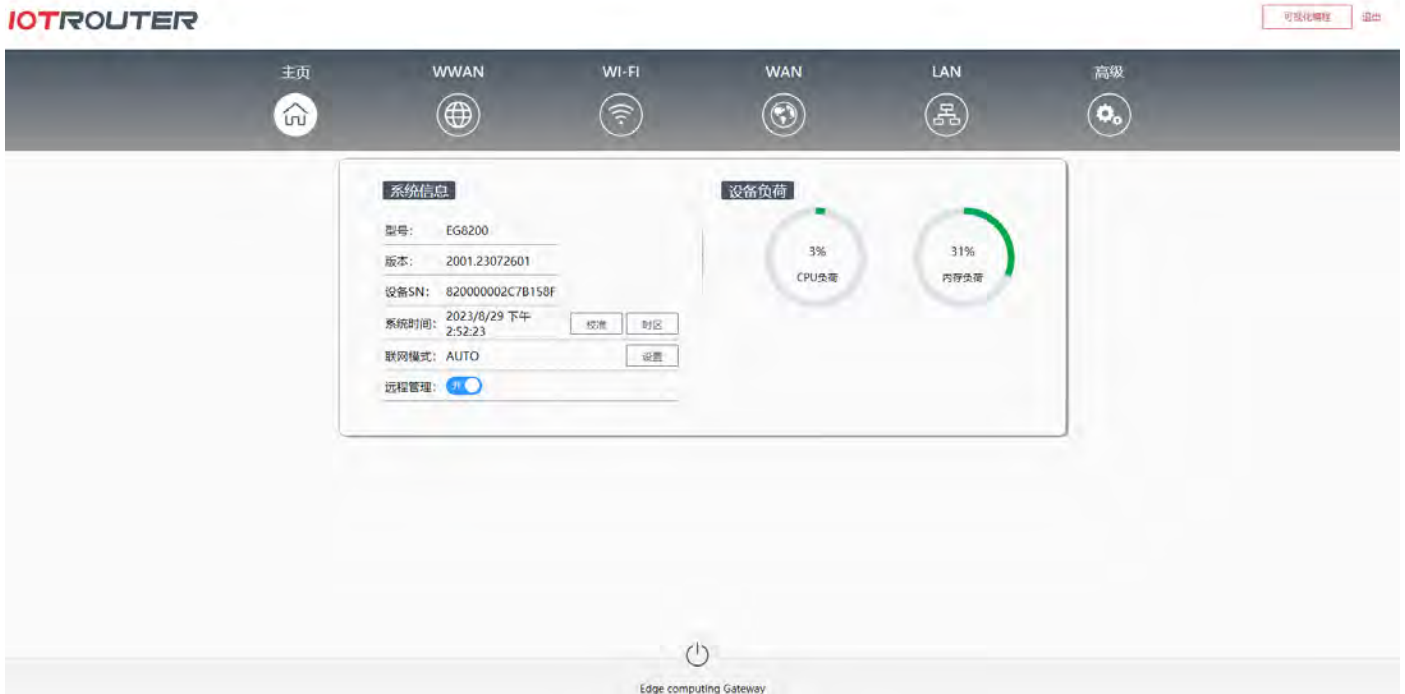 IOTROUTER
可视化编程 退出
主页 WWAN WI-FI WAN LAN 高级
系统信息
型号: EG8200
版本: 2001.23072601
设备SN: 820000002C7B158F
系统时间: 2023/8/29 下午
2:52:23
校准 时区
联网模式: AUTO 设置
远程管理: 开
设备负荷
3%
CPU负荷
31%
内存负荷
Edge computing Gateway